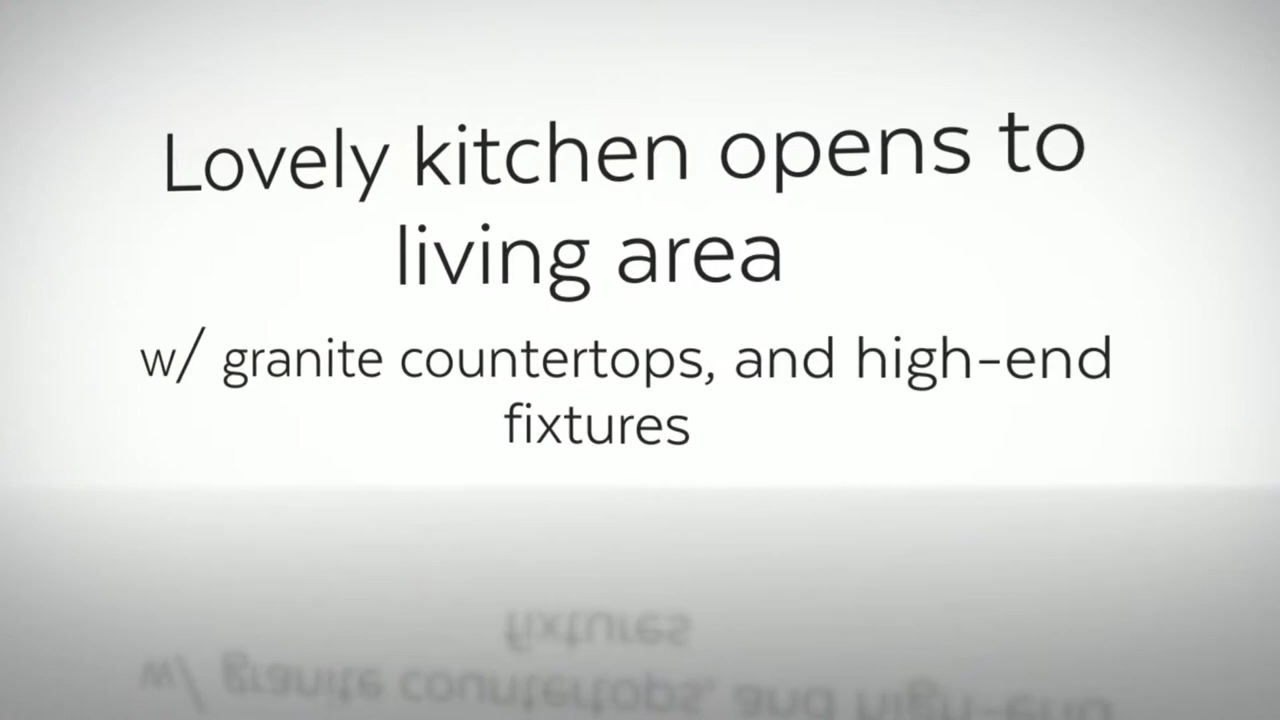 Lovely kitchen opens to
living area
w/ granite countertops, and high-end
fixtures